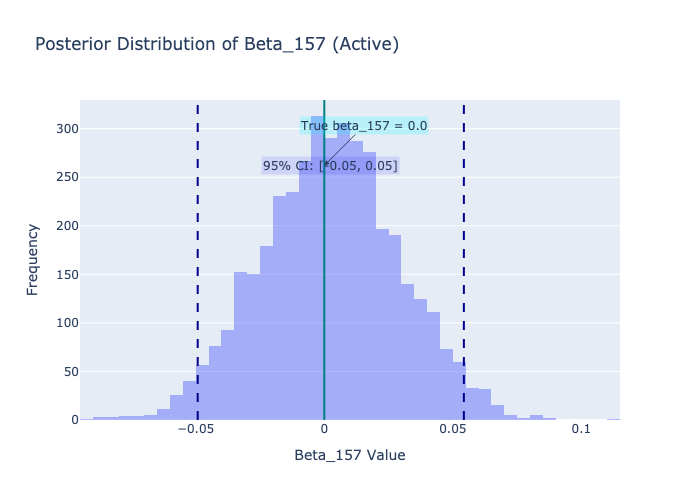 Posterior Distribution of Beta_157 (Active)
True beta_157 = 0.0
95% CI: [-0.05, 0.05]
Frequency
300
250
200
150
100
50
0
−0.05
0
0.05
0.1
Beta_157 Value